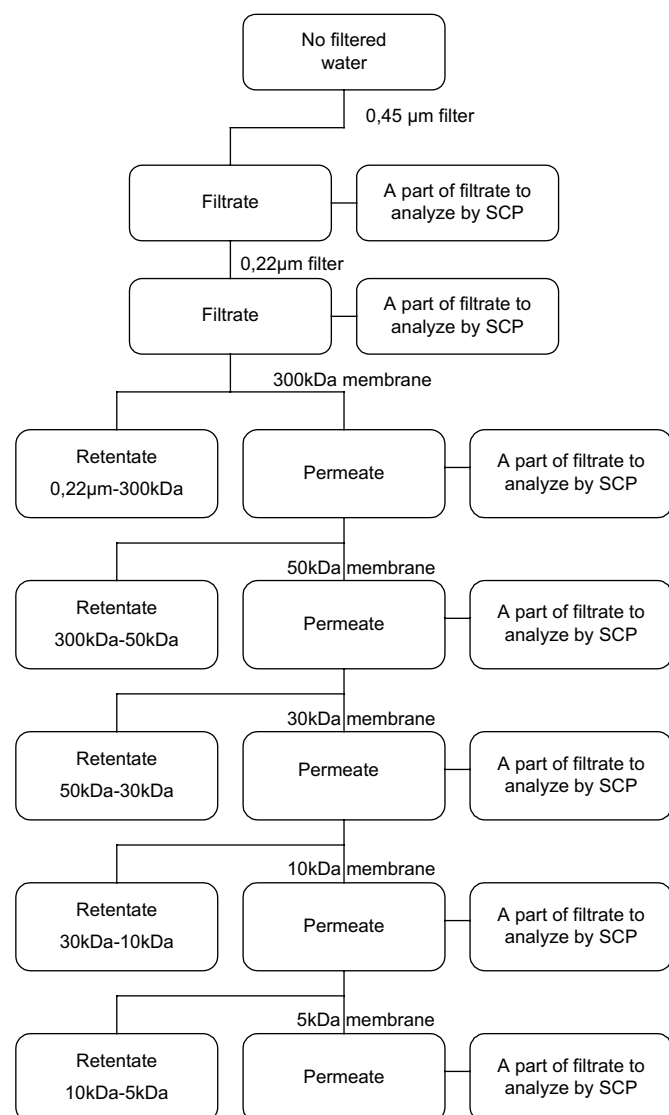 No filtered
water
0,45 µm filter
Filtrate
A part of filtrate to
analyze by SCP
0,22µm filter
Filtrate
A part of filtrate to
analyze by SCP
300kDa membrane
Retentate
0,22µm-300kDa
Permeate
A part of filtrate to
analyze by SCP
50kDa membrane
Retentate
300kDa-50kDa
Permeate
A part of filtrate to
analyze by SCP
30kDa membrane
Retentate
50kDa-30kDa
Permeate
A part of filtrate to
analyze by SCP
10kDa membrane
Retentate
30kDa-10kDa
Permeate
A part of filtrate to
analyze by SCP
5kDa membrane
Retentate
10kDa-5kDa
Permeate
A part of filtrate to
analyze by SCP